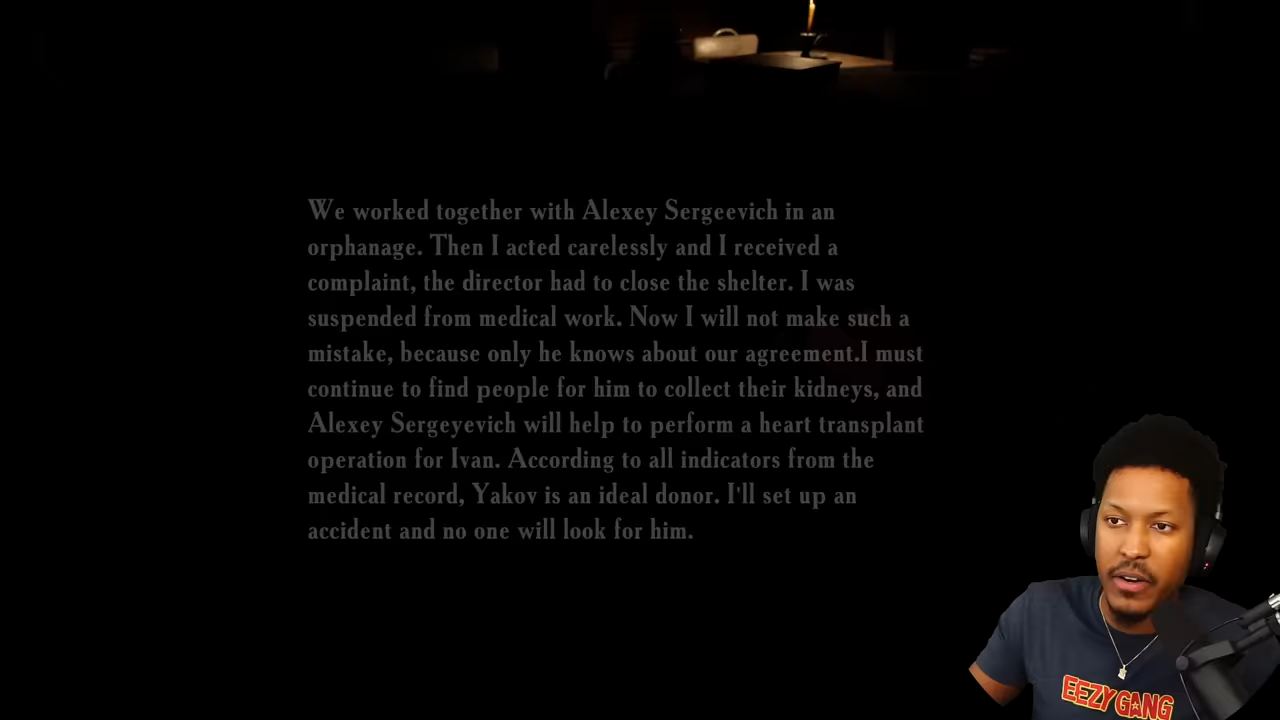 We worked together with Alexey Sergeevich in an
orphanage. Then I acted carelessly and I received a
complaint, the director had to close the shelter. I was
suspended from medical work. Now I will not make such a
mistake, because only he knows about our agreement.I must
continue to find people for him to collect their kidneys, and
Alexey Sergeyevich will help to perform a heart transplant
operation for Ivan. According to all indicators from the
medical record, Yakov is an ideal donor. I'll set up an
accident and no one will look for him.
EEZY GANG